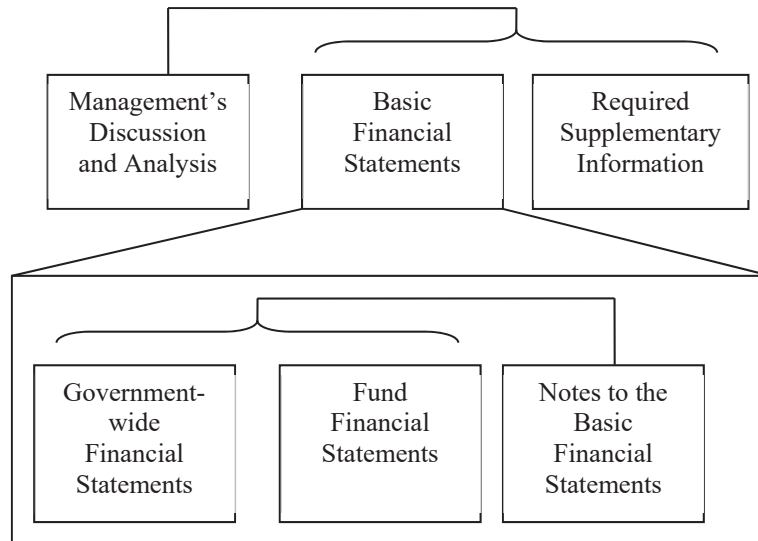 Management’s
Discussion
and Analysis
Basic
Financial
Statements
Required
Supplementary
Information
Government-
wide
Financial
Statements
Fund
Financial
Statements
Notes to the
Basic
Financial
Statements